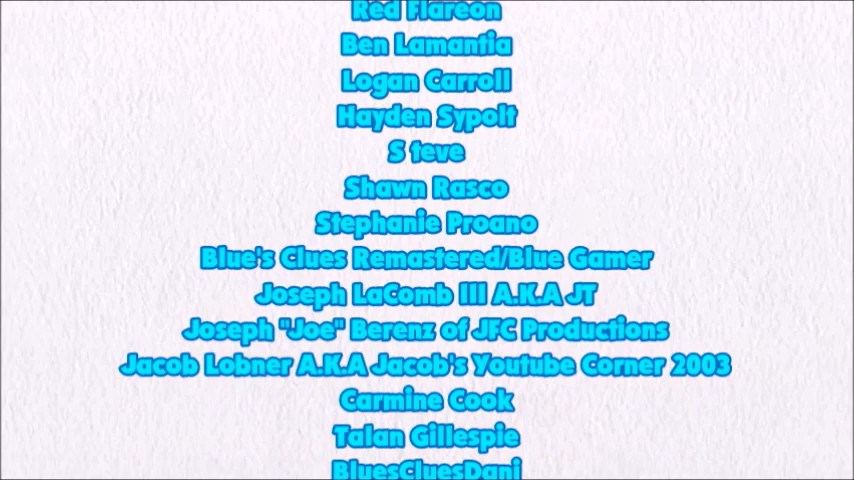 Red Flareon
Ben Lamantia
Logan Carroll
Hayden Sypolt
S teve
Shawn Rasco
Stephanie Proano
Blue's Clues Remastered/Blue Gamer
Joseph LaComb III A.K.A JT
Joseph "Joe" Berenz of JFC Productions
Jacob Lobner A.K.A Jacob's Youtube Corner 2003
Carmine Cook
Talan Gillespie
BluesCluesDani